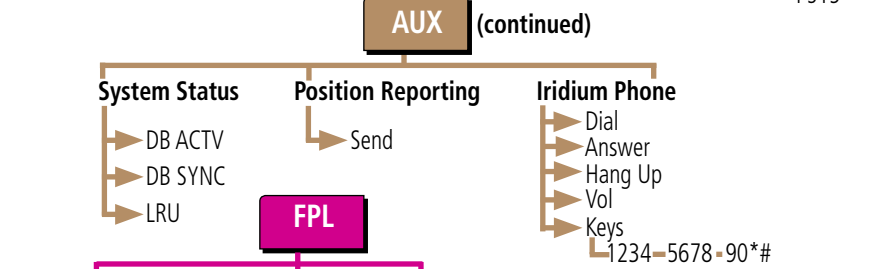 AUX (continued)
System Status
DB ACTV
DB SYNC
LRU
Position Reporting
Send
Iridium Phone
Dial
Answer
Hang Up
Vol
Keys
1234-5678-90*#
FPL